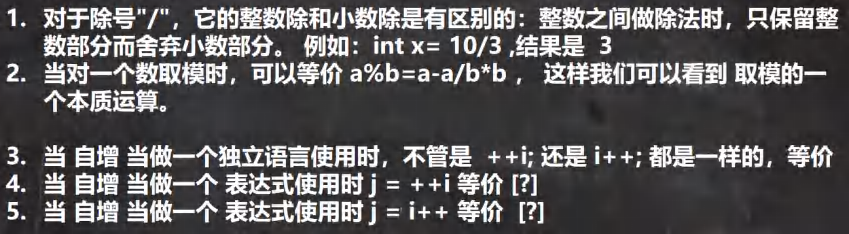 1. 对于除号"/"，它的整数除和小数除是有区别的：整数之间做除法时，只保留整
数部分而舍弃小数部分。 例如：int x= 10/3 ,结果是 3
2. 当对一个数取模时，可以等价 a%b=a-a/b*b ， 这样我们可以看到 取模的一
个本质运算。
3. 当 自增 当做一个独立语言使用时，不管是 ++i; 还是 i++; 都是一样的，等价
4. 当 自增 当做一个 表达式使用时 j = ++i 等价 [?]
5. 当 自增 当做一个 表达式使用时 j = i++ 等价 [?]